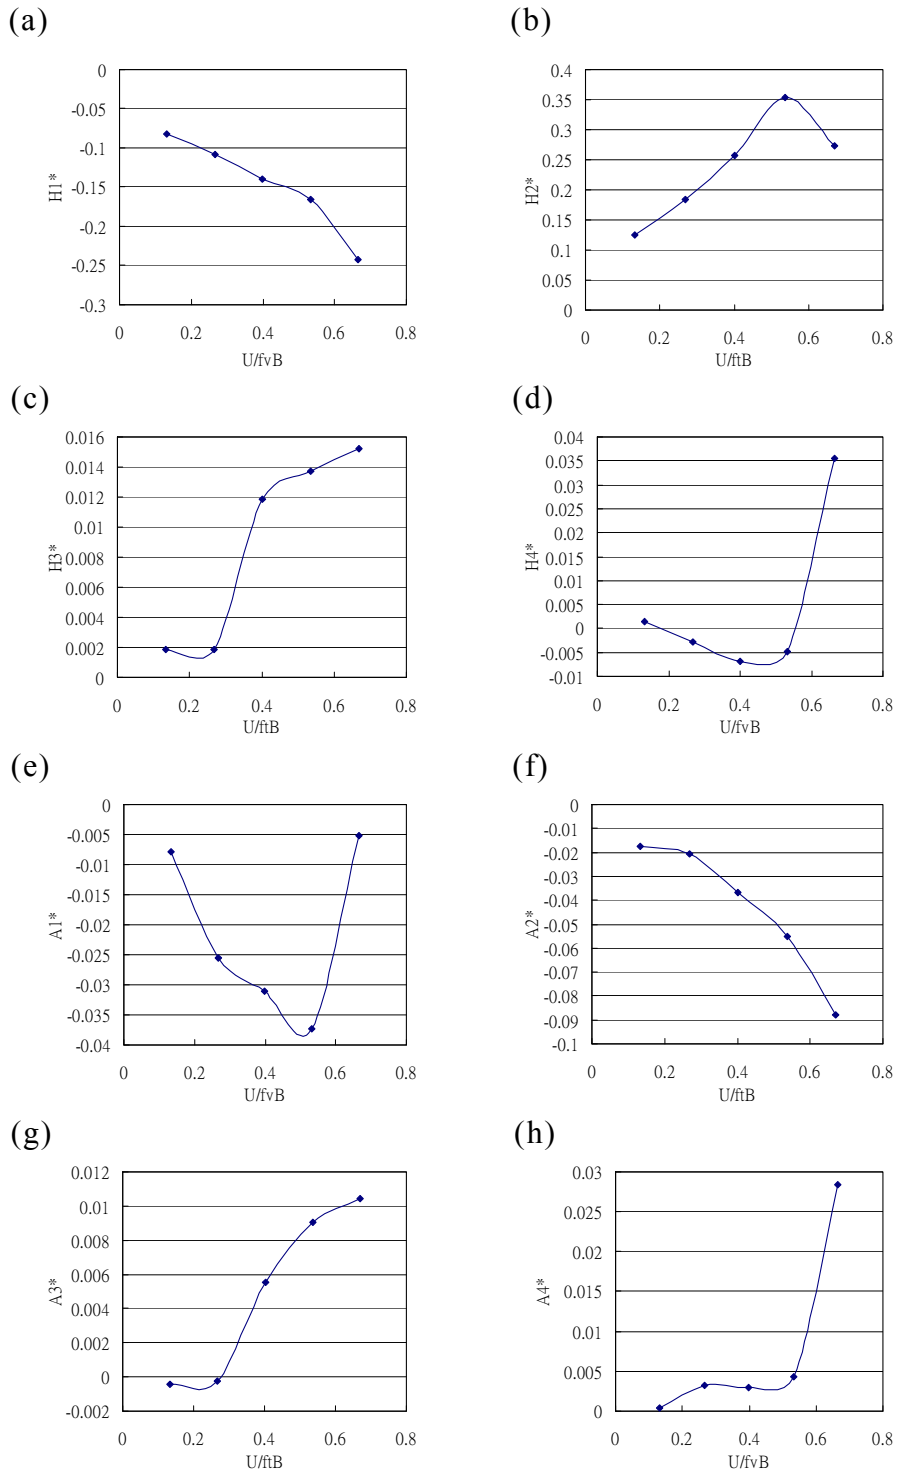 (a)
0
-0.05
-0.1
-0.15
-0.2
-0.25
-0.3
H1*
0 0.2 0.4 0.6 0.8
U/fvB
(b)
0.4
0.35
0.3
0.25
0.2
0.15
0.1
0.05
0
H2*
0 0.2 0.4 0.6 0.8
U/ftB
(c)
0.016
0.014
0.012
0.01
0.008
0.006
0.004
0.002
0
H3*
0 0.2 0.4 0.6 0.8
U/ftB
(d)
0.04
0.035
0.03
0.025
0.02
0.015
0.01
0.005
0
-0.005
-0.01
H4*
0 0.2 0.4 0.6 0.8
U/fvB
(e)
0
-0.005
-0.01
-0.015
-0.02
-0.025
-0.03
-0.035
-0.04
A1*
0 0.2 0.4 0.6 0.8
U/fvB
(f)
0
-0.01
-0.02
-0.03
-0.04
-0.05
-0.06
-0.07
-0.08
-0.09
-0.1
A2*
0 0.2 0.4 0.6 0.8
U/ftB
(g)
0.012
0.01
0.008
0.006
0.004
0.002
0
-0.002
A3*
0 0.2 0.4 0.6 0.8
U/ftB
(h)
0.03
0.025
0.02
0.015
0.01
0.005
0
A4*
0 0.2 0.4 0.6 0.8
U/fvB